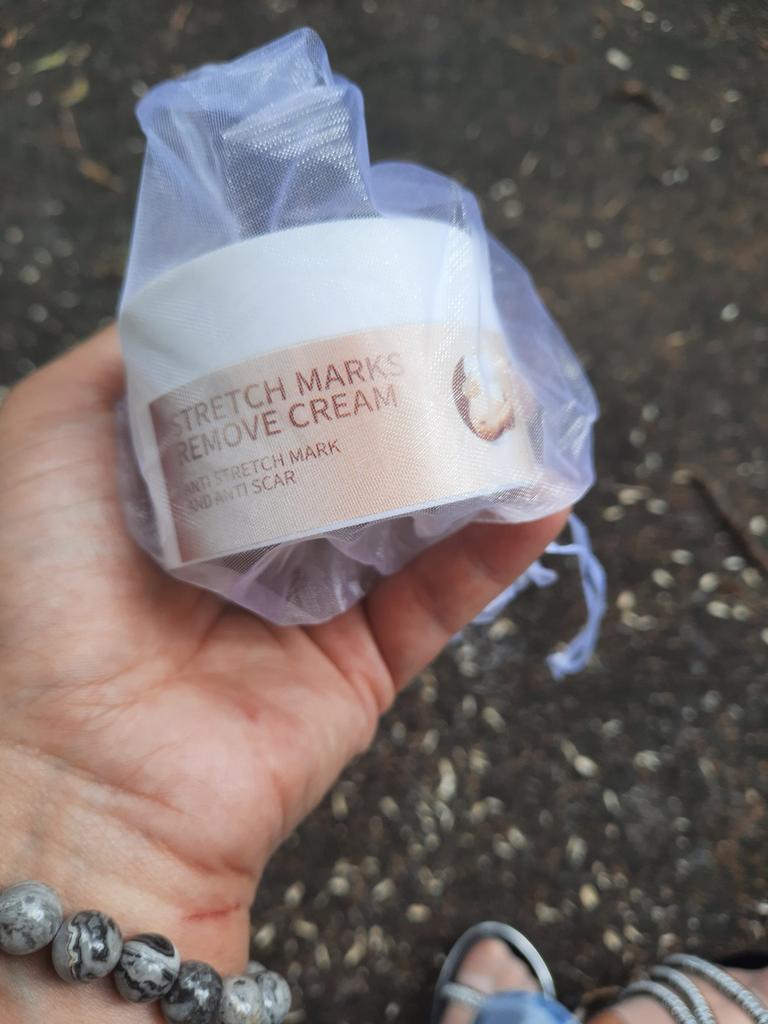 STRETCH MARKS
REMOVE CREAM
ANTI STRETCH MARK
AND ANTI SCAR